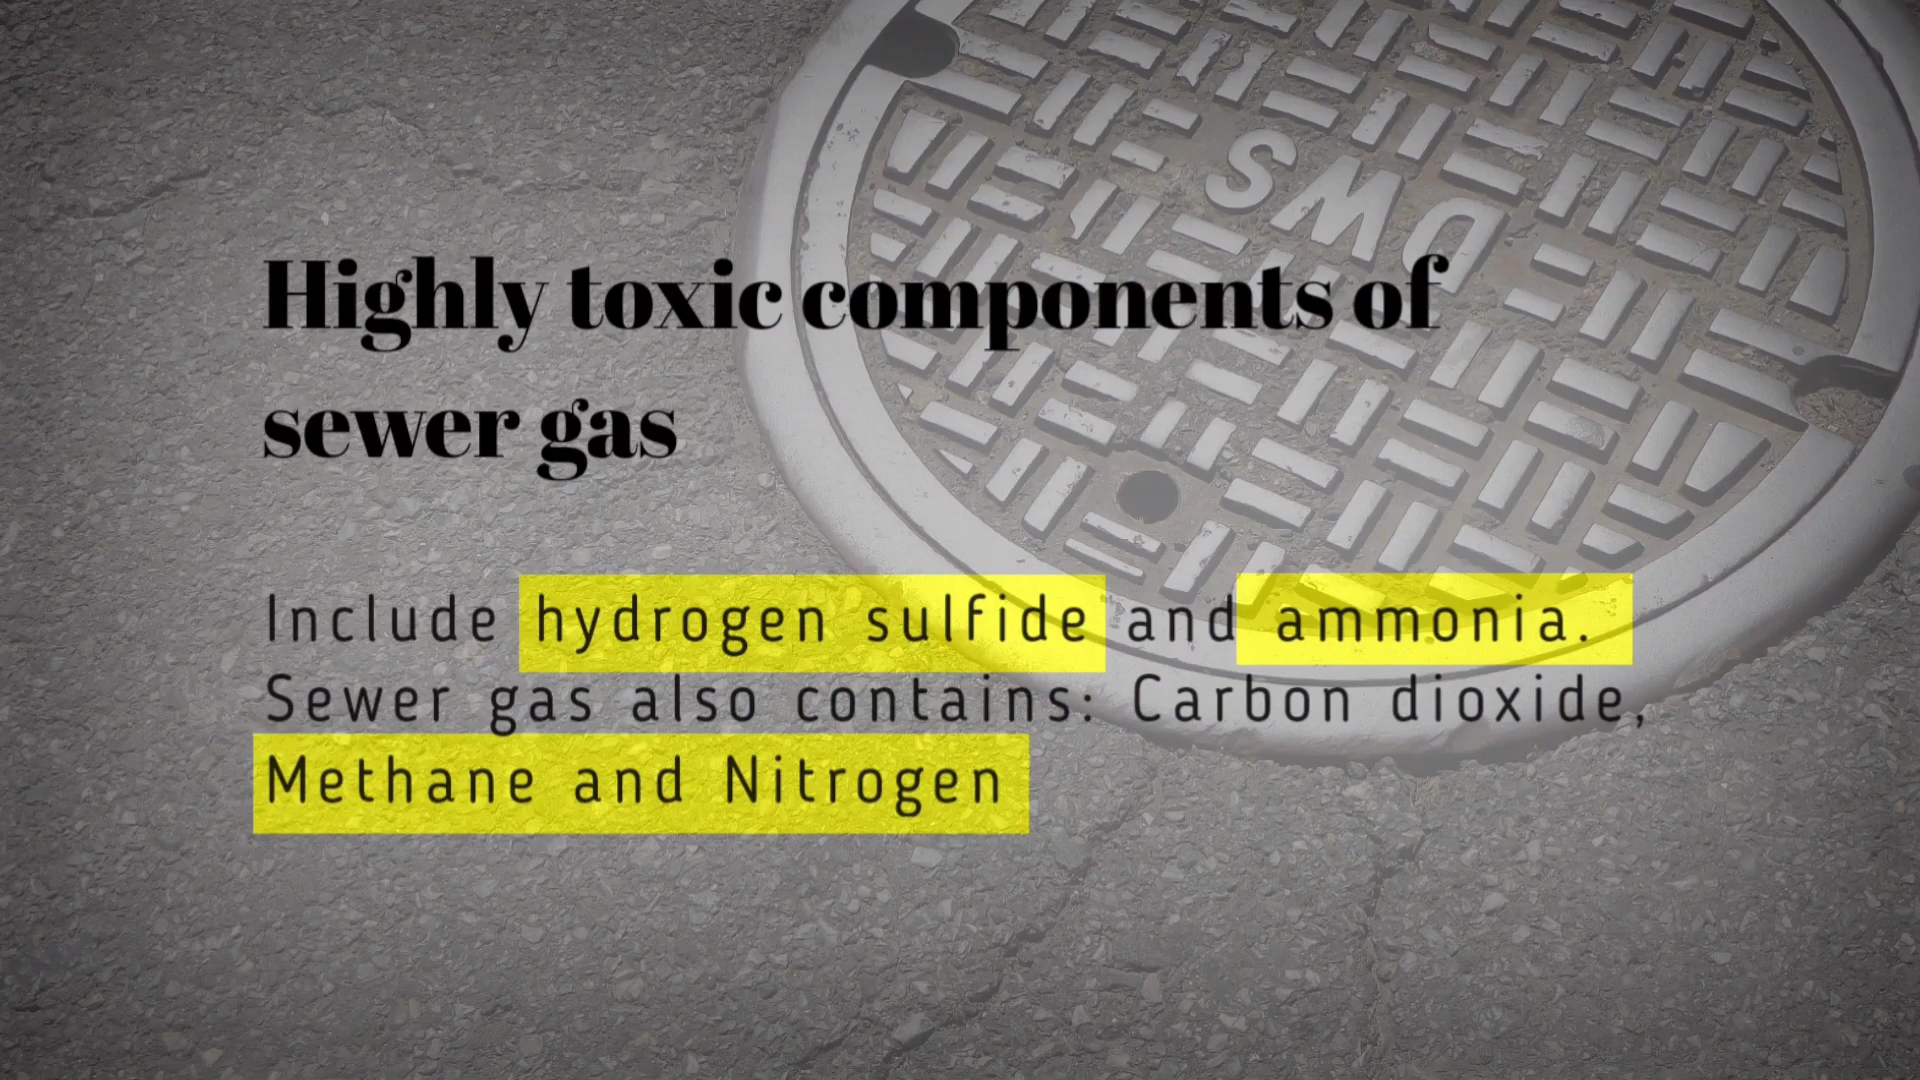 DWS
Highly toxic components of
sewer gas
Include hydrogen sulfide and ammonia.
Sewer gas also contains: Carbon dioxide,
Methane and Nitrogen